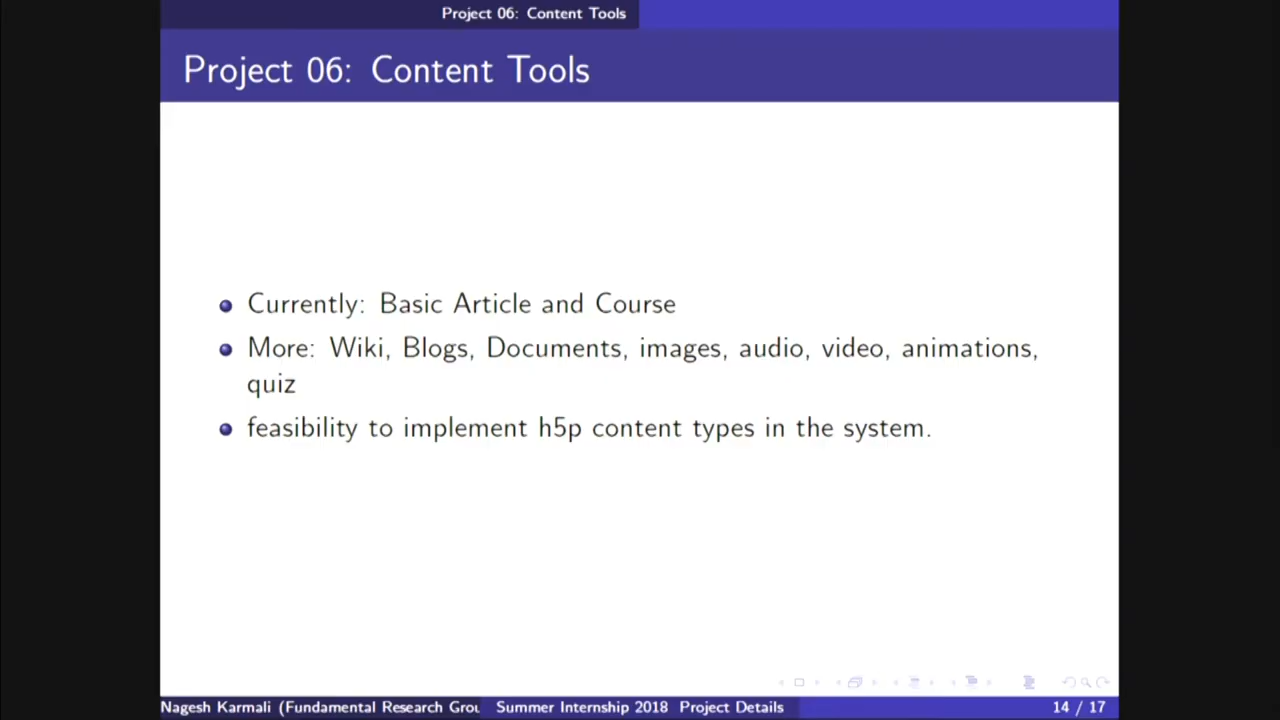 Project 06: Content Tools
Project 06: Content Tools
Currently: Basic Article and Course
More: Wiki, Blogs, Documents, images, audio, video, animations,
quiz
feasibility to implement h5p content types in the system.
Nagesh Karmali (Fundamental Research Grou Summer Internship 2018 Project Details 14 / 17